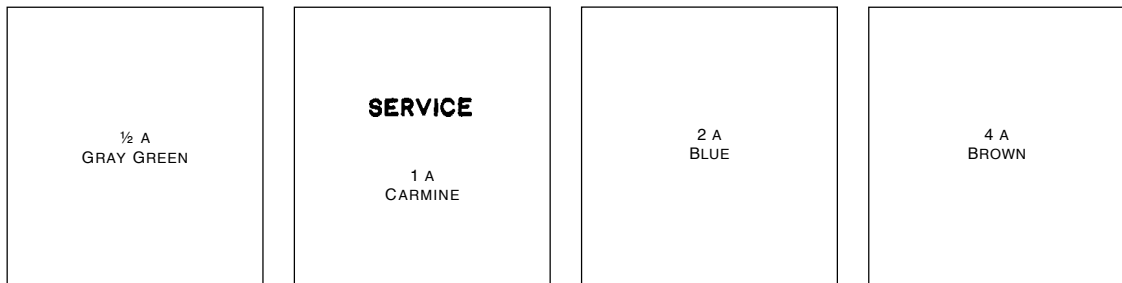 ½ A
GRAY GREEN
SERVICE
1 A
CARMINE
2 A
BLUE
4 A
BROWN